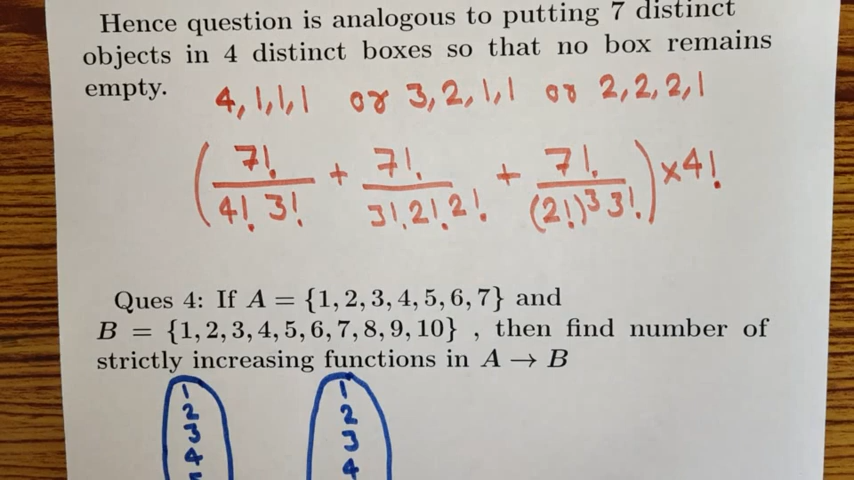 Hence question is analogous to putting 7 distinct
objects in 4 distinct boxes so that no box remains
empty.
4,1,1,1 or 3,2,1,1 or 2,2,2,1
(7!/(4! 3!) + 7!/(3! 2! 2!) + 7!/((2!)³ 3!)) × 4!
Ques 4: If A = {1, 2, 3, 4, 5, 6, 7} and
B = {1, 2, 3, 4, 5, 6, 7, 8, 9, 10} , then find number of
strictly increasing functions in A → B
1 1
2 2
3 3
4 4